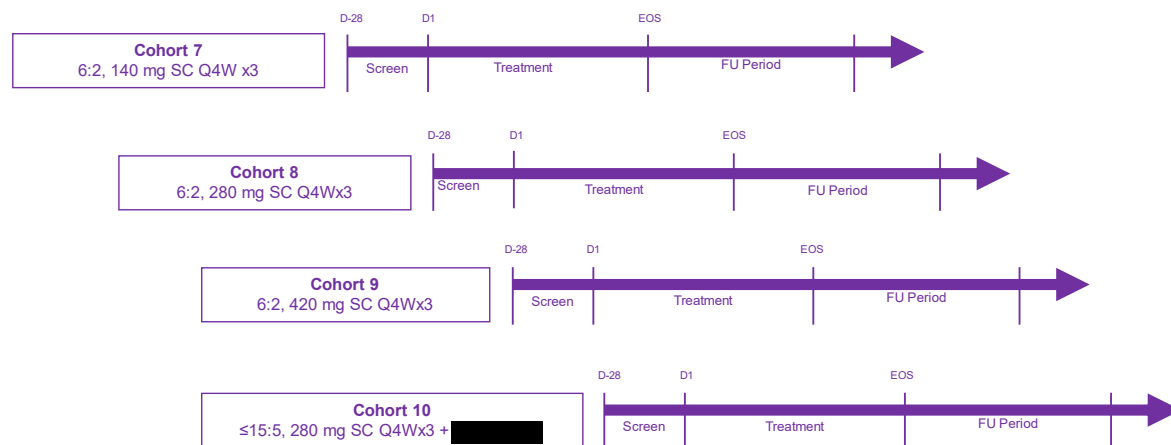 D-28 D1 EOS
Cohort 7
6:2, 140 mg SC Q4W x3
Screen Treatment FU Period
D-28 D1 EOS
Cohort 8
6:2, 280 mg SC Q4Wx3
Screen Treatment FU Period
D-28 D1 EOS
Cohort 9
6:2, 420 mg SC Q4Wx3
Screen Treatment FU Period
D-28 D1 EOS
Cohort 10
≤15:5, 280 mg SC Q4Wx3 +
Screen Treatment FU Period